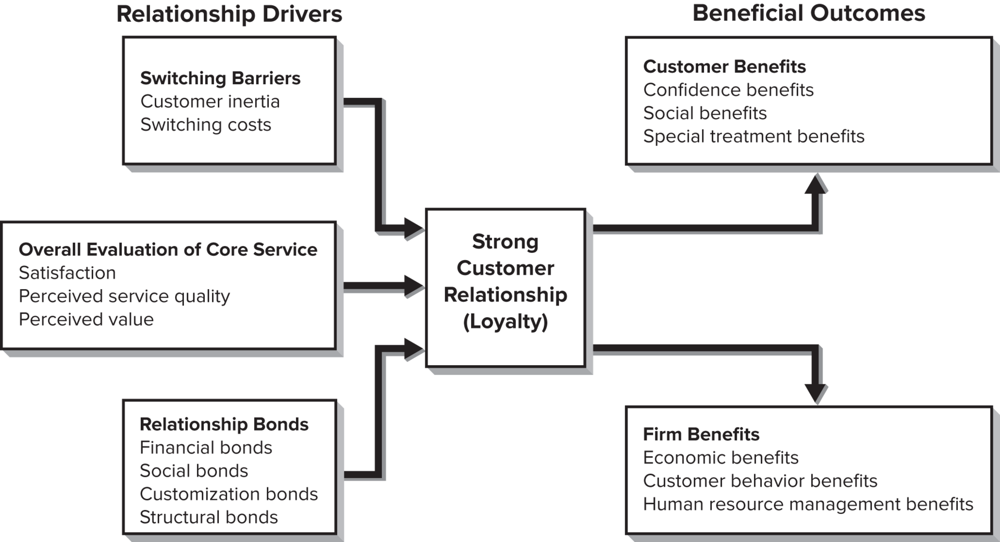 Relationship Drivers
Switching Barriers
Customer inertia
Switching costs
Overall Evaluation of Core Service
Satisfaction
Perceived service quality
Perceived value
Relationship Bonds
Financial bonds
Social bonds
Customization bonds
Structural bonds
Strong
Customer
Relationship
(Loyalty)
Beneficial Outcomes
Customer Benefits
Confidence benefits
Social benefits
Special treatment benefits
Firm Benefits
Economic benefits
Customer behavior benefits
Human resource management benefits